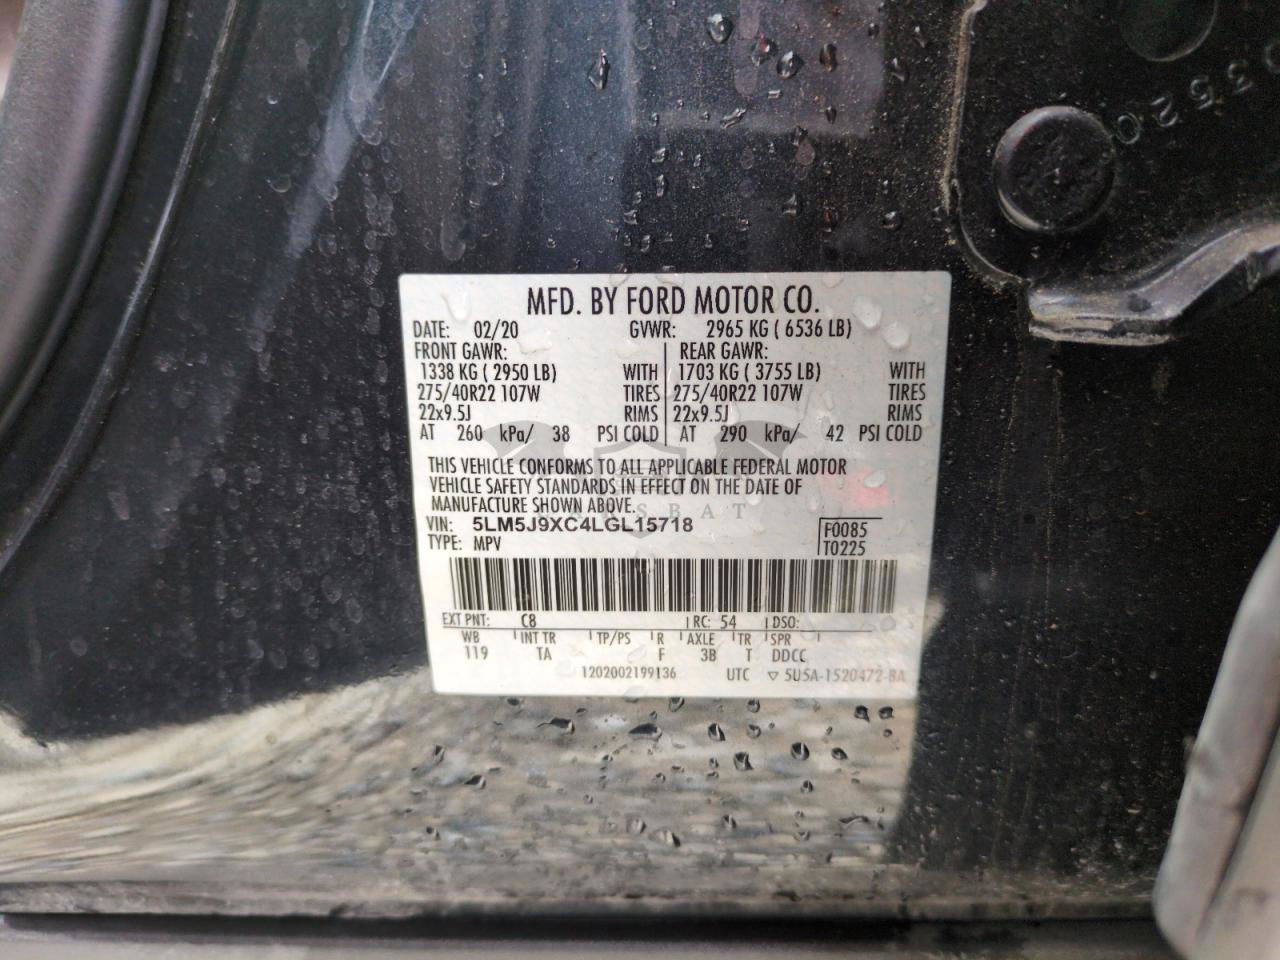 03520
MFD. BY FORD MOTOR CO.
DATE: 02/20 GVWR: 2965 KG ( 6536 LB)
FRONT GAWR: REAR GAWR:
1338 KG ( 2950 LB) WITH 1703 KG ( 3755 LB) WITH
275/40R22 107W TIRES 275/40R22 107W TIRES
22x9.5J RIMS 22x9.5J RIMS
AT 260 kPa/ 38 PSI COLD AT 290 kPa/ 42 PSI COLD
THIS VEHICLE CONFORMS TO ALL APPLICABLE FEDERAL MOTOR
VEHICLE SAFETY STANDARDS IN EFFECT ON THE DATE OF
MANUFACTURE SHOWN ABOVE.
VIN: 5LM5J9XC4LGL15718 F0085
TYPE: MPV T0225
EXT PNT: C8 RC: 54 DSO:
WB INT TR TP/PS R AXLE TR SPR
119 TA F 3B T DDCC
1202002199136 UTC ▽ 5U5A-1520472-BA